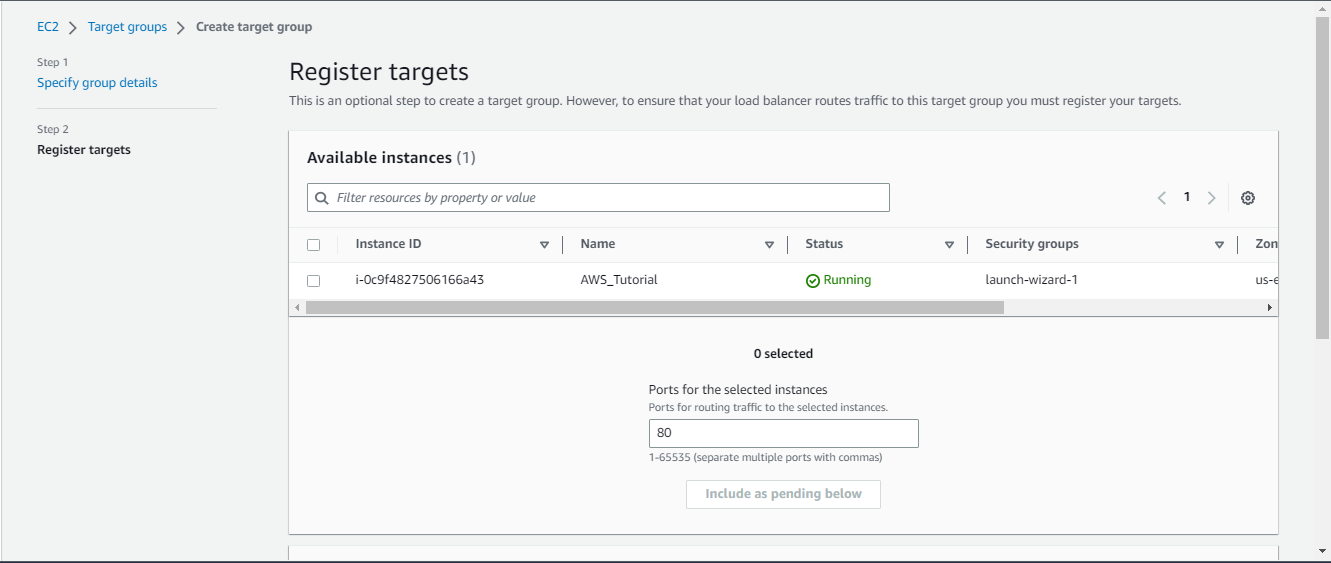 EC2 > Target groups > Create target group
Step 1
Specify group details
Step 2
Register targets
Register targets
This is an optional step to create a target group. However, to ensure that your load balancer routes traffic to this target group you must register your targets.
Available instances (1)
Filter resources by property or value
1
Instance ID Name Status Security groups Zon
i-0c9f4827506166a43 AWS_Tutorial Running launch-wizard-1 us-e
0 selected
Ports for the selected instances
Ports for routing traffic to the selected instances.
80
1-65535 (separate multiple ports with commas)
Include as pending below